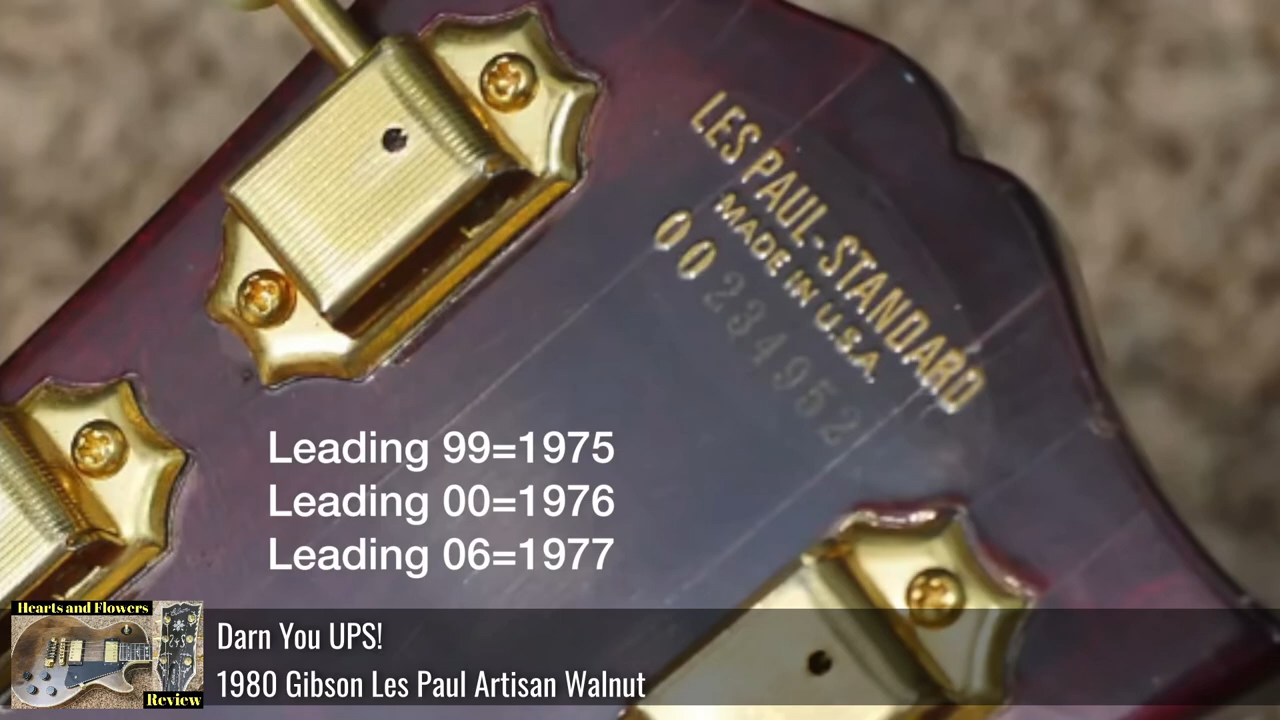 LES PAUL-STANDARD
MADE IN U.S.A.
00234952
Leading 99=1975
Leading 00=1976
Leading 06=1977
Hearts and Flowers
Review
Darn You UPS!
1980 Gibson Les Paul Artisan Walnut